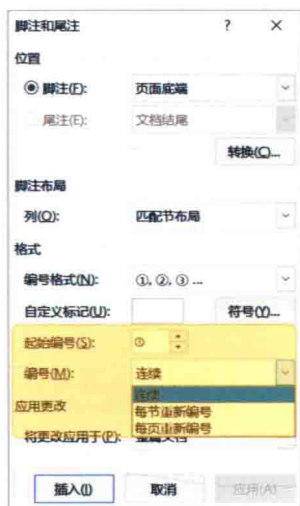 脚注和尾注 ? ×
位置
脚注(F): 页面底端
尾注(E): 文档结尾
转换(C)...
脚注布局
列(O): 匹配节布局
格式
编号格式(N): ①, ②, ③ ...
自定义标记(U): 符号(Y)...
起始编号(S): ①
编号(M): 连续
连续
每节重新编号
应用更改
每页重新编号
将更改应用于(P): 整篇文档
插入(I) 取消 应用(A)